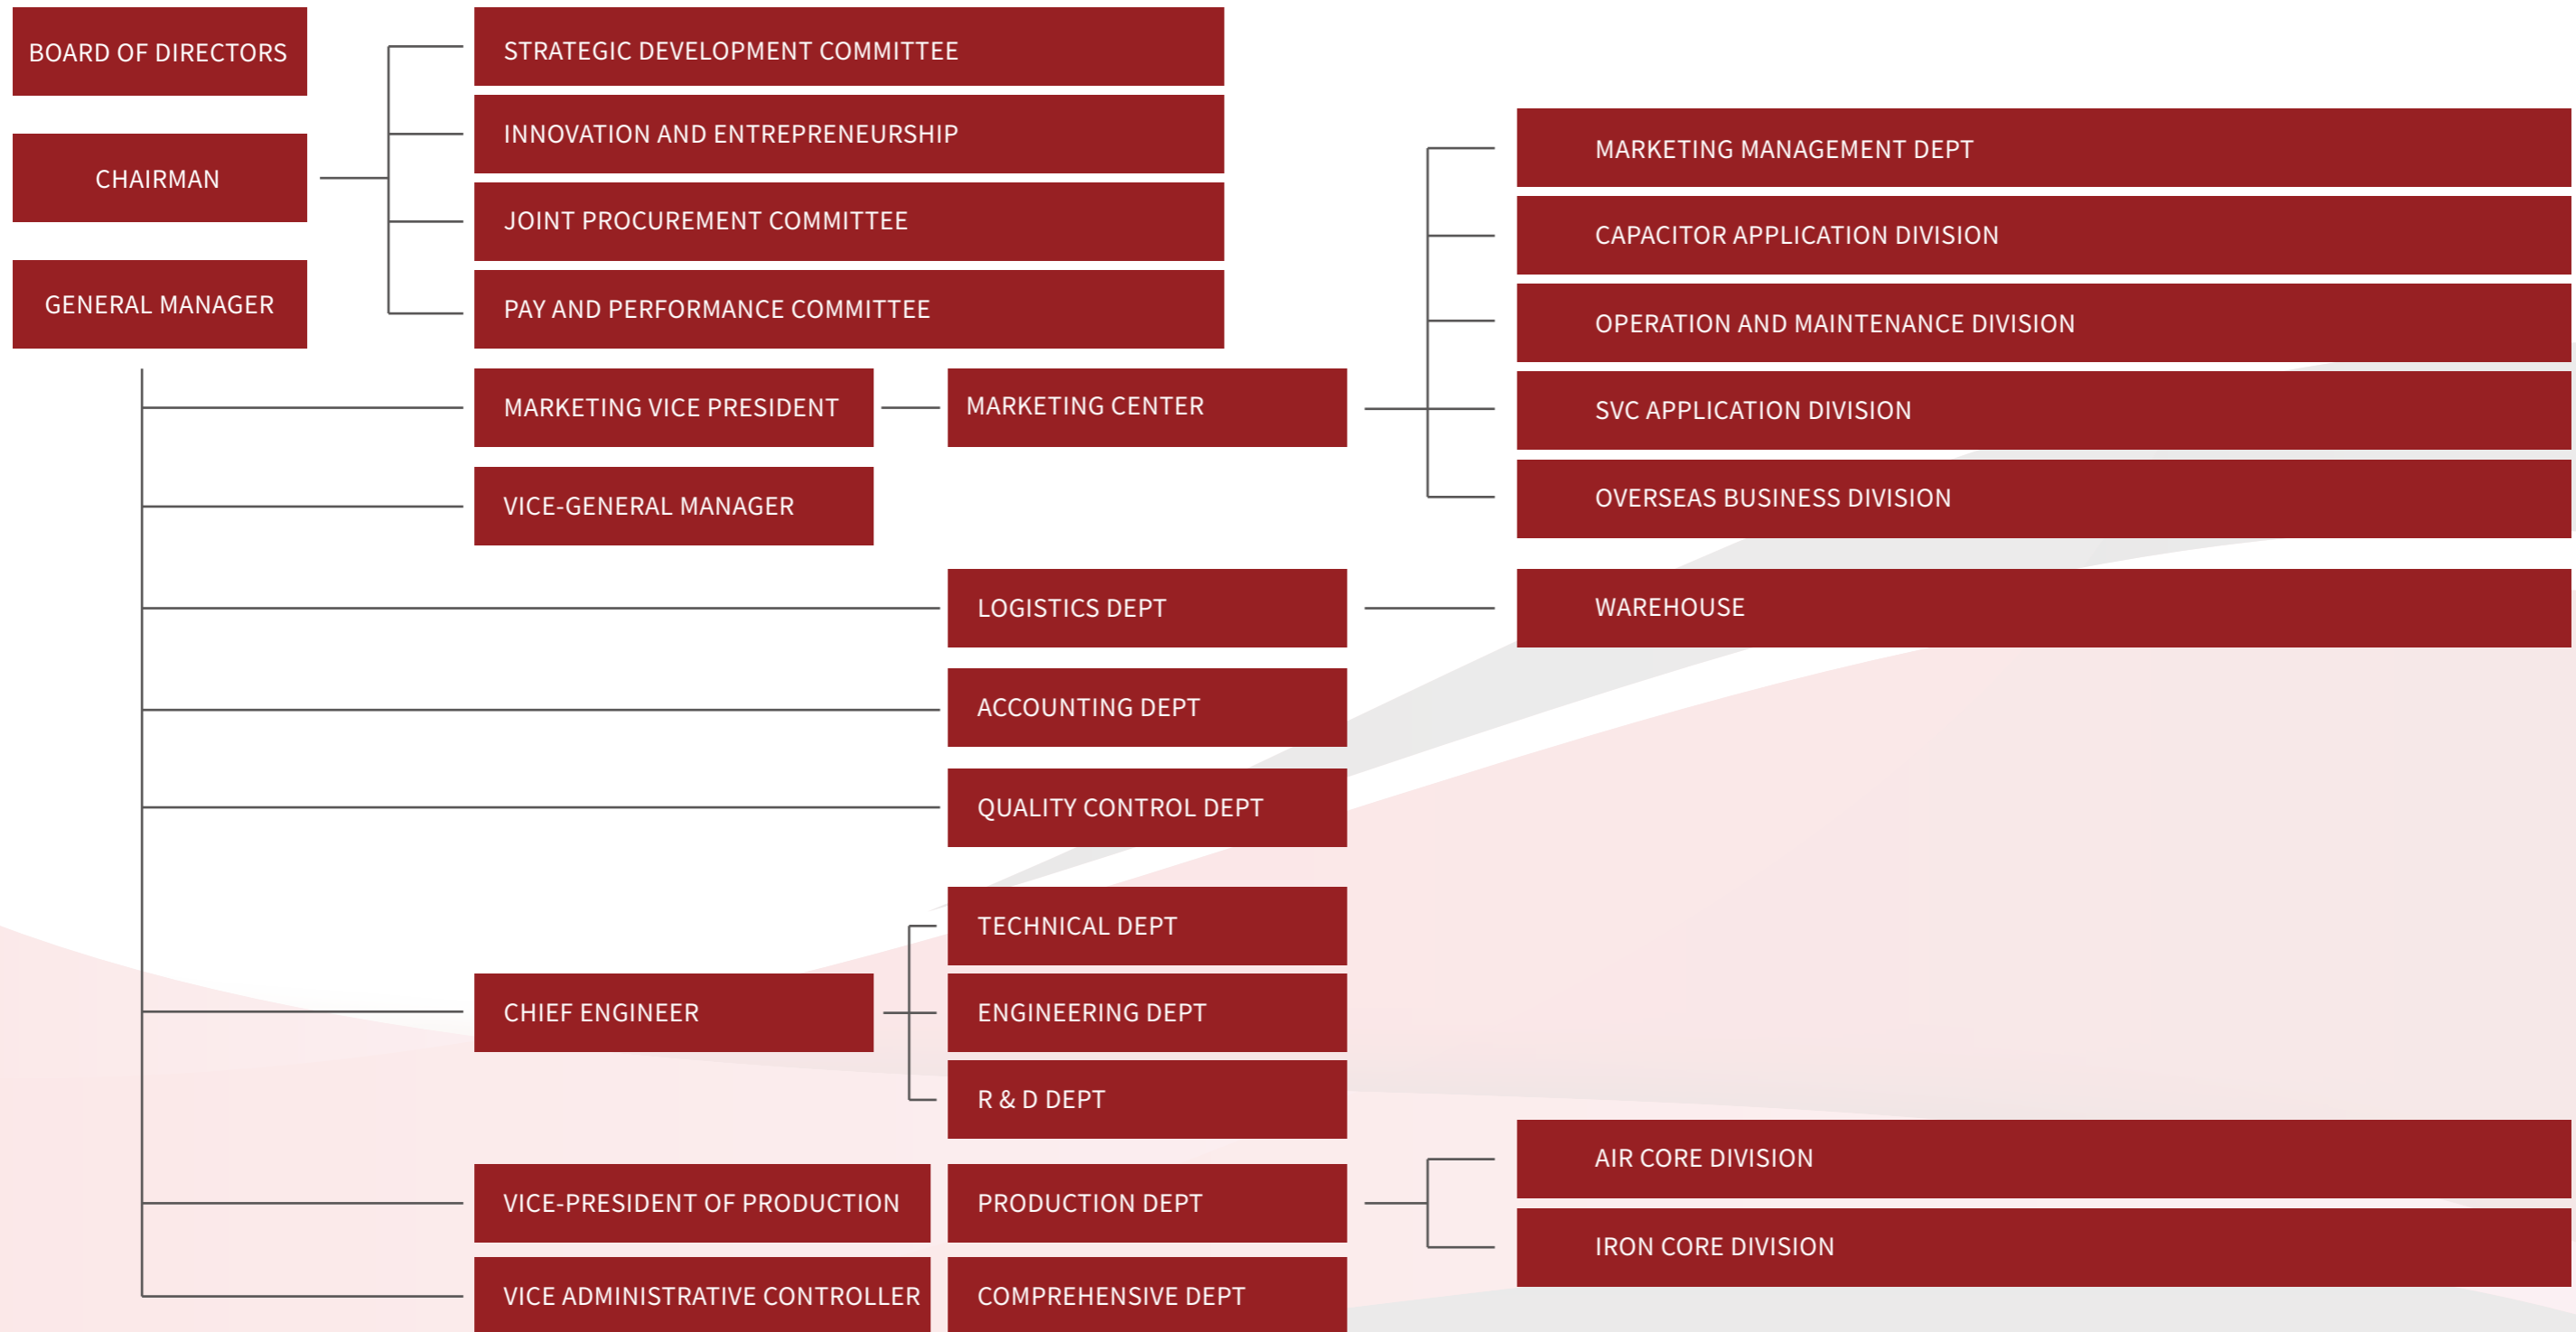 BOARD OF DIRECTORS
CHAIRMAN
GENERAL MANAGER
STRATEGIC DEVELOPMENT COMMITTEE
INNOVATION AND ENTREPRENEURSHIP
JOINT PROCUREMENT COMMITTEE
PAY AND PERFORMANCE COMMITTEE
MARKETING VICE PRESIDENT
MARKETING CENTER
MARKETING MANAGEMENT DEPT
CAPACITOR APPLICATION DIVISION
OPERATION AND MAINTENANCE DIVISION
SVC APPLICATION DIVISION
OVERSEAS BUSINESS DIVISION
VICE-GENERAL MANAGER
LOGISTICS DEPT
WAREHOUSE
ACCOUNTING DEPT
QUALITY CONTROL DEPT
CHIEF ENGINEER
TECHNICAL DEPT
ENGINEERING DEPT
R & D DEPT
VICE-PRESIDENT OF PRODUCTION
PRODUCTION DEPT
AIR CORE DIVISION
IRON CORE DIVISION
VICE ADMINISTRATIVE CONTROLLER
COMPREHENSIVE DEPT